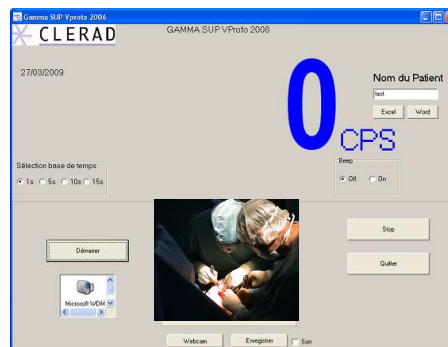 Gamma SUP Vproto 2006
CLERAD
GAMMA SUP VProto 2008
27/03/2009
0 CPS
Nom du Patient
test
Excel Word
Sélection base de temps
1s 5s 10s 15s
Beep
Off On
Démarrer
Stop
Quitter
Microsoft WDM
Webcam Enregistrer Son